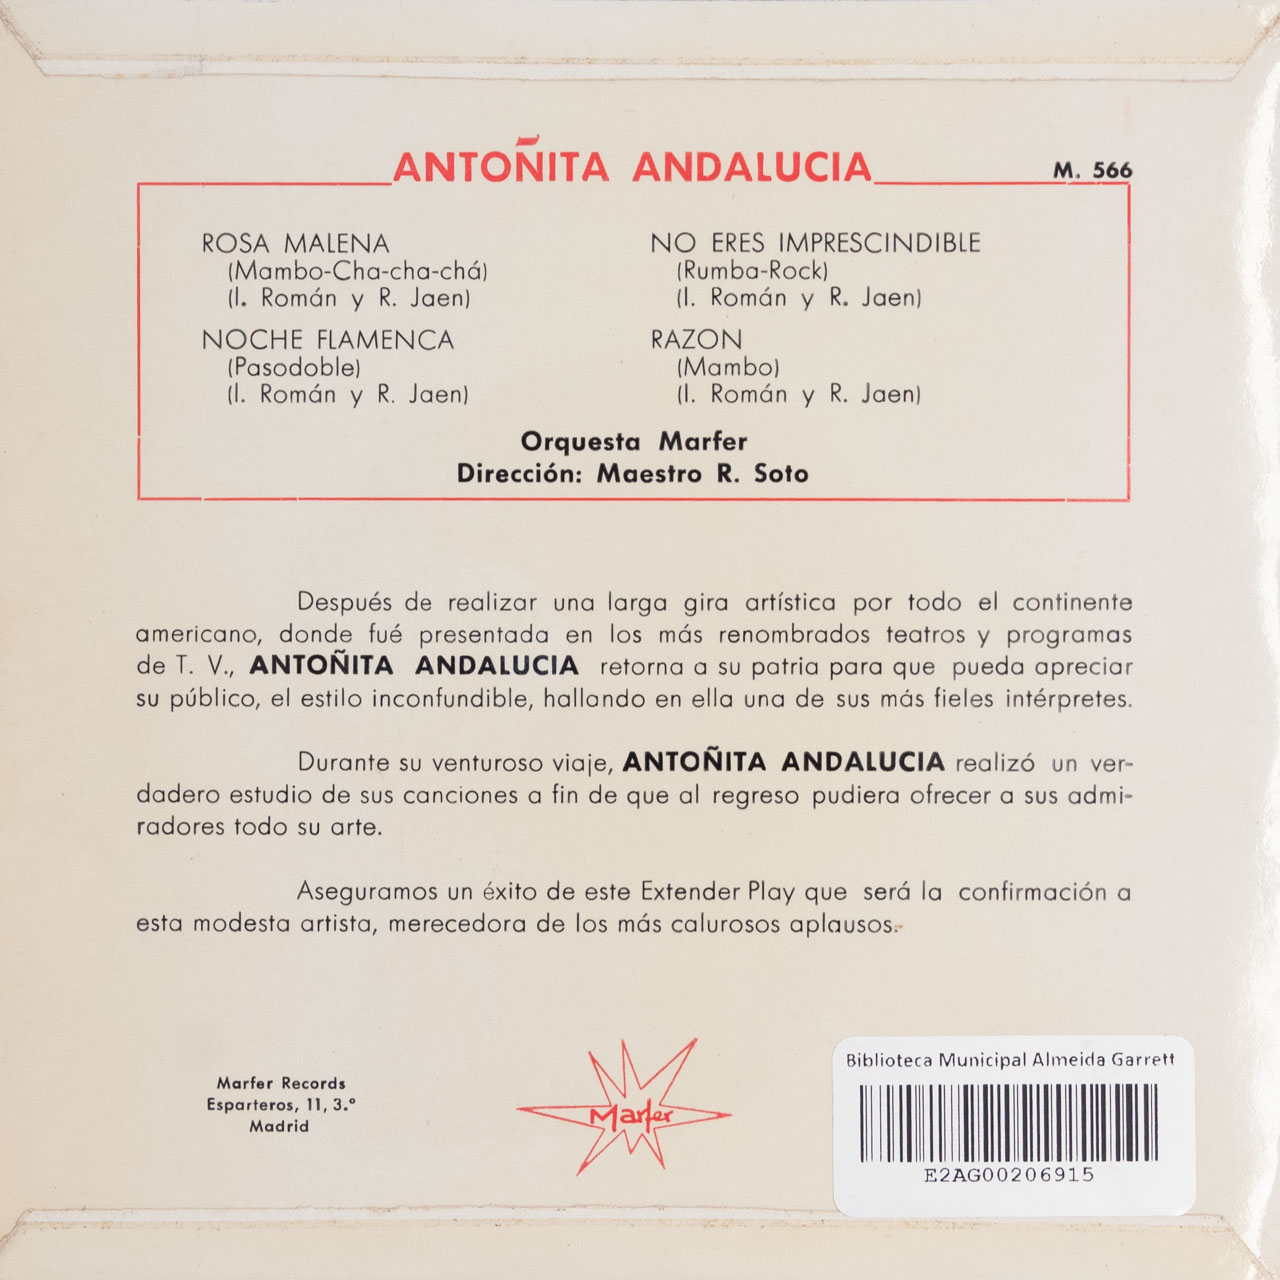 ANTOÑITA ANDALUCIA
M. 566
ROSA MALENA
(Mambo-Cha-cha-chá)
(I. Román y R. Jaen)
NOCHE FLAMENCA
(Pasodoble)
(I. Román y R. Jaen)
NO ERES IMPRESCINDIBLE
(Rumba-Rock)
(I. Román y R. Jaen)
RAZON
(Mambo)
(I. Román y R. Jaen)
Orquesta Marfer
Dirección: Maestro R. Soto
Después de realizar una larga gira artística por todo el continente
americano, donde fué presentada en los más renombrados teatros y programas
de T. V., ANTOÑITA ANDALUCIA retorna a su patria para que pueda apreciar
su público, el estilo inconfundible, hallando en ella una de sus más fieles intérpretes.
Durante su venturoso viaje, ANTOÑITA ANDALUCIA realizó un ver-
dadero estudio de sus canciones a fin de que al regreso pudiera ofrecer a sus admi-
radores todo su arte.
Aseguramos un éxito de este Extender Play que será la confirmación a
esta modesta artista, merecedora de los más calurosos aplausos.
Marfer Records
Esparteros, 11, 3.º
Madrid
Marfer
Biblioteca Municipal Almeida Garrett
E2AG00206915